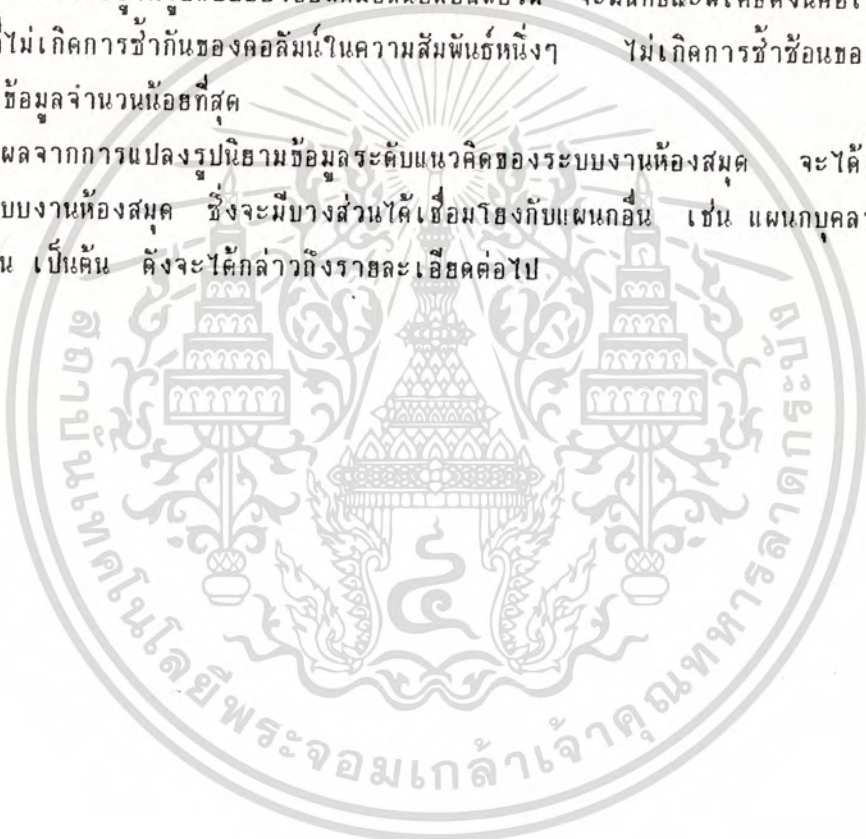 จะมีลักษณะ
ที่ไม่เกิดการซ้ำกันของคอลัมน์ในความสัมพันธ์หนึ่งๆ ไม่เกิดการซ้ำซ้อนขอ
ข้อมูลจำนวนน้อยที่สุด
ผลจากการแปลงรูปนิยามข้อมูลระดับแนวคิดของระบบงานห้องสมุด จะได้
บบงานห้องสมุด ซึ่งจะมีบางส่วนได้เชื่อมโยงกับแผนกอื่น เช่น แผนกบุคลา
น เป็นต้น ดังจะได้กล่าวถึงรายละเอียดต่อไป
สถาบันเทคโนโลยีพระจอมเกล้าเจ้าคุณทหารลาดกระบัง